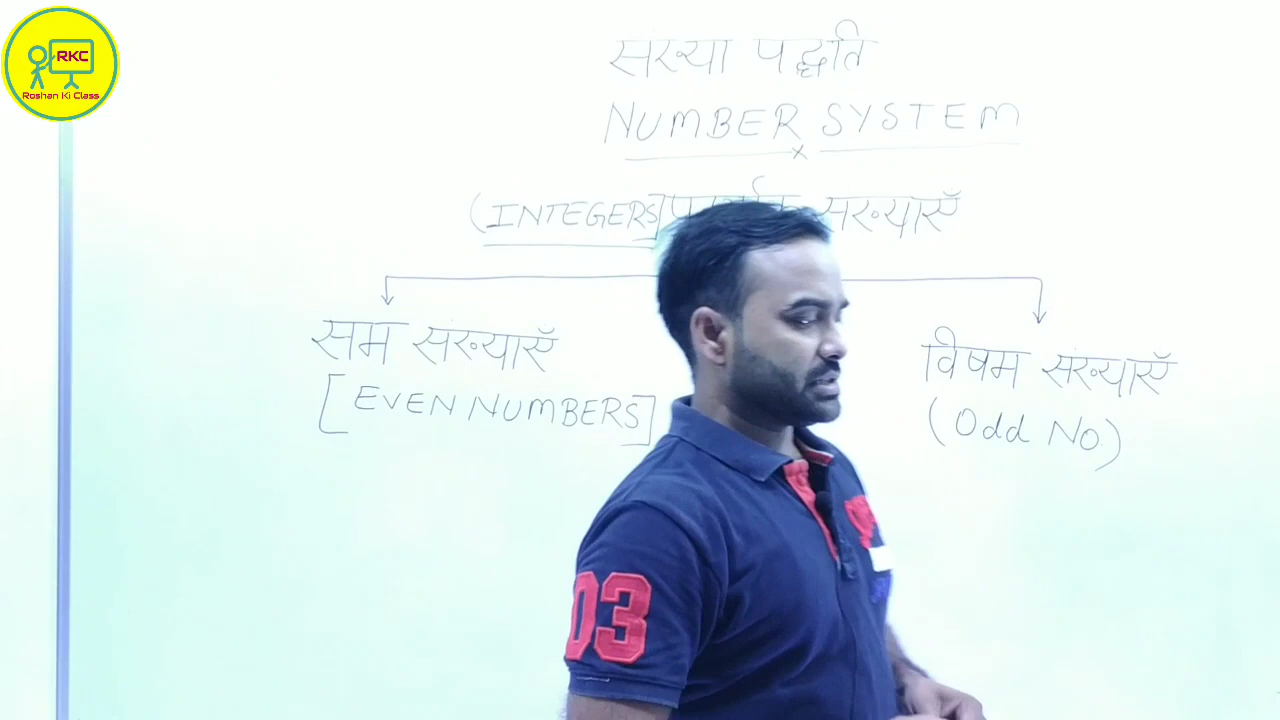 RKC
Roshan Ki Class
संख्या पद्धति
NUMBER SYSTEM
(INTEGERS] संख्याएँ
सम संख्याएँ
[EVEN NUMBERS]
विषम संख्याएँ
(Odd No)
03